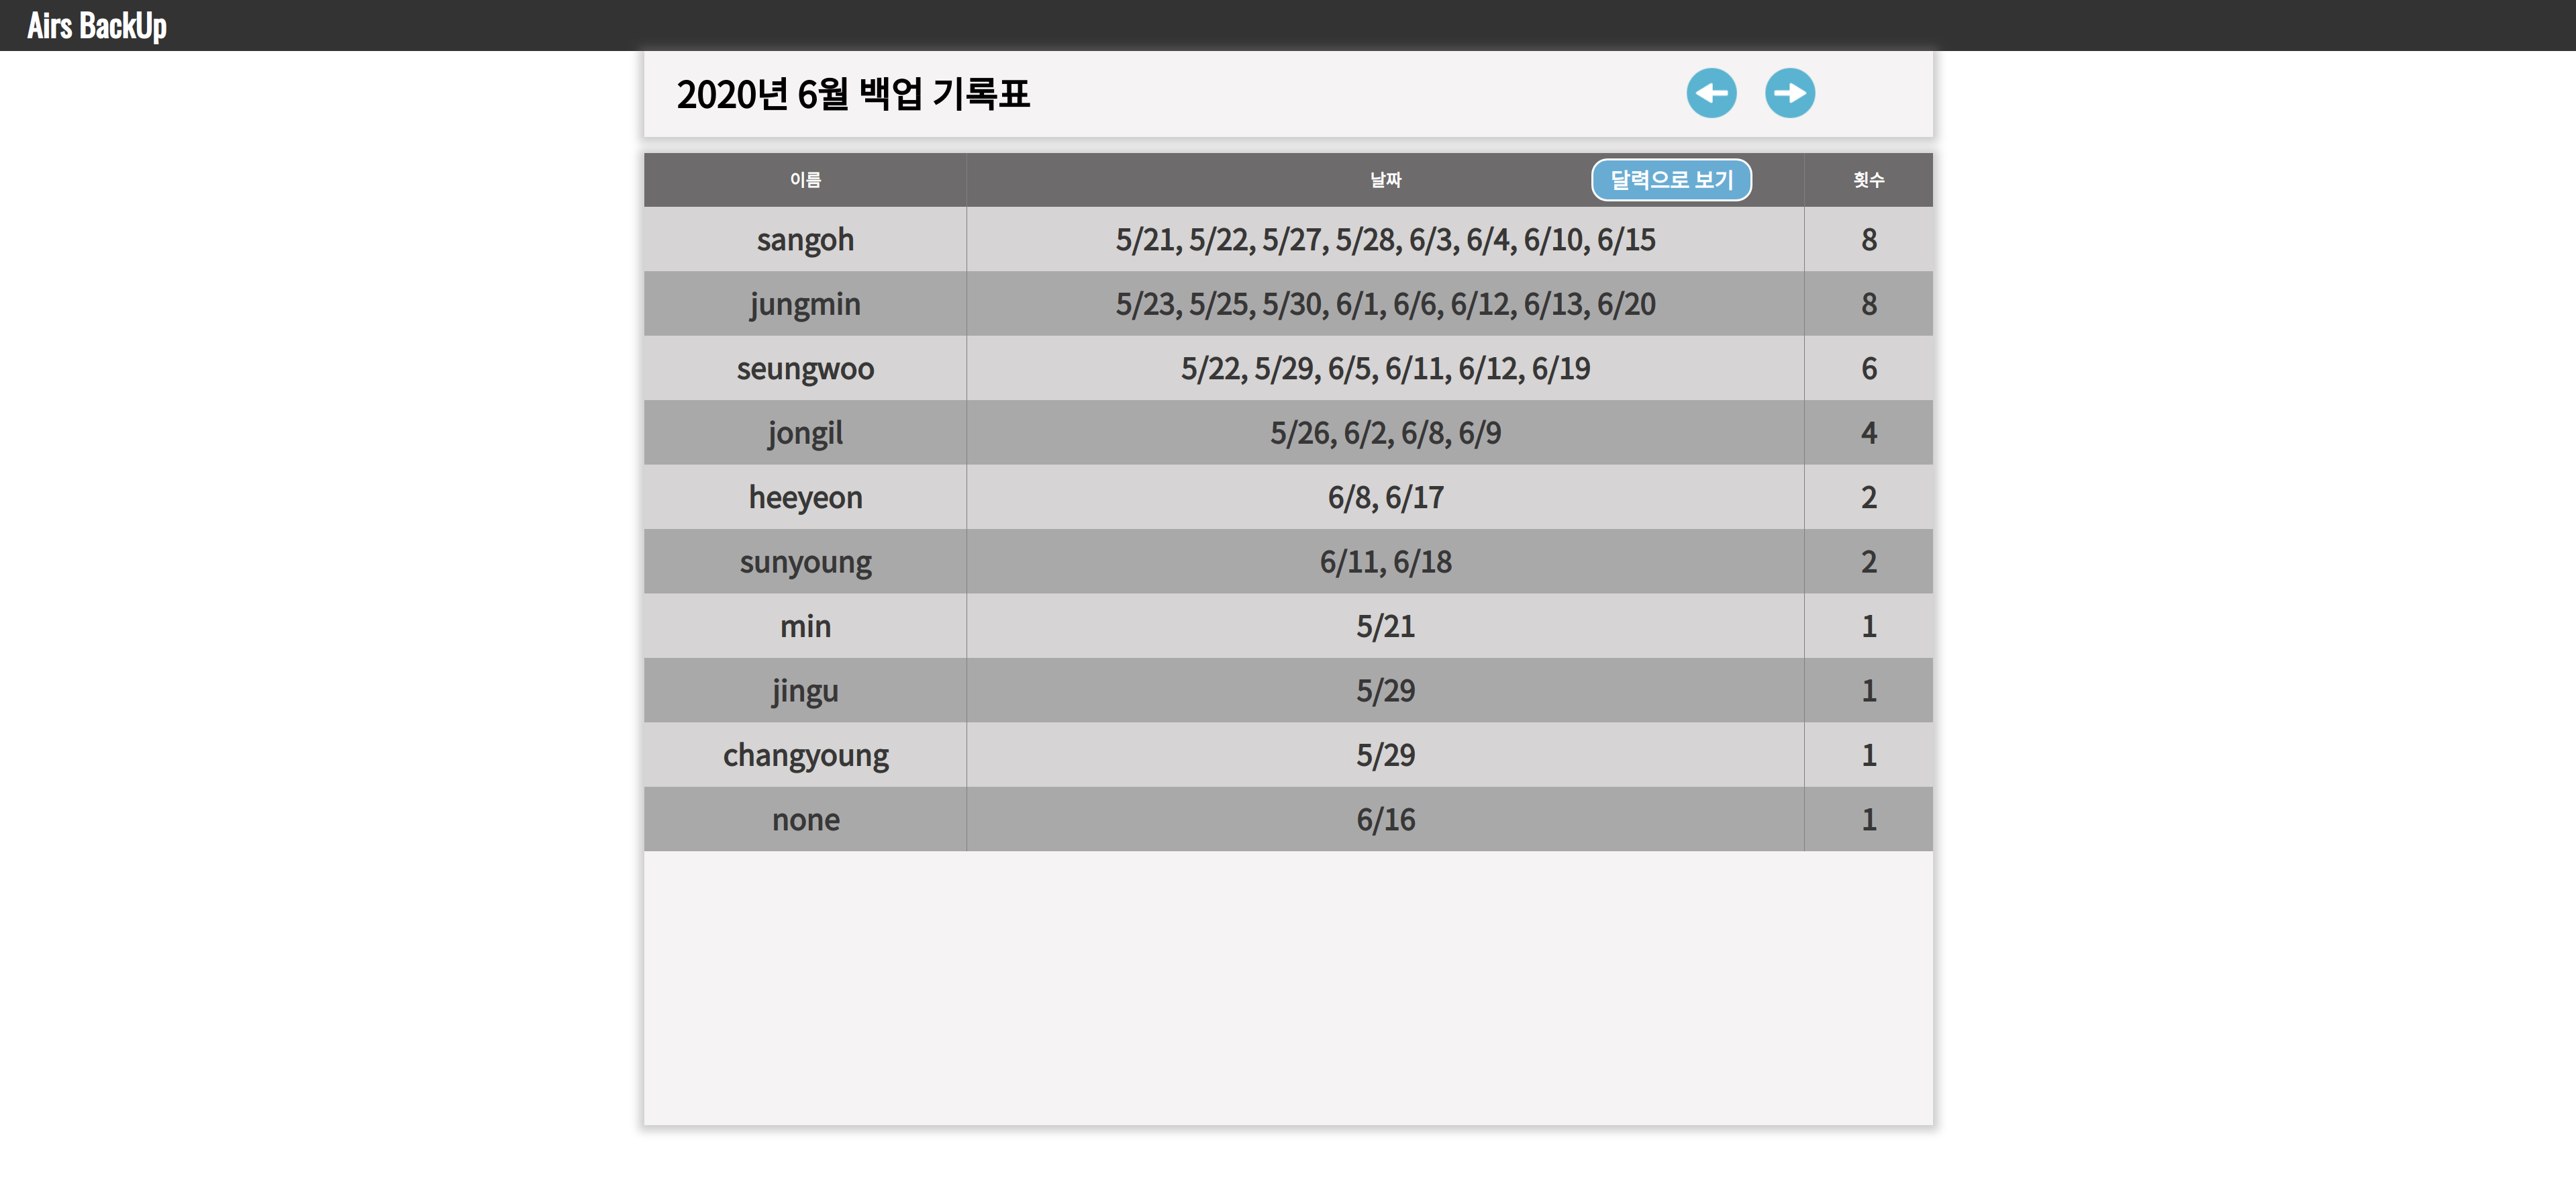 Airs BackUp
2020년 6월 백업 기록표
이름 날짜 달력으로 보기 횟수
sangoh 5/21, 5/22, 5/27, 5/28, 6/3, 6/4, 6/10, 6/15 8
jungmin 5/23, 5/25, 5/30, 6/1, 6/6, 6/12, 6/13, 6/20 8
seungwoo 5/22, 5/29, 6/5, 6/11, 6/12, 6/19 6
jongil 5/26, 6/2, 6/8, 6/9 4
heeyeon 6/8, 6/17 2
sunyoung 6/11, 6/18 2
min 5/21 1
jingu 5/29 1
changyoung 5/29 1
none 6/16 1